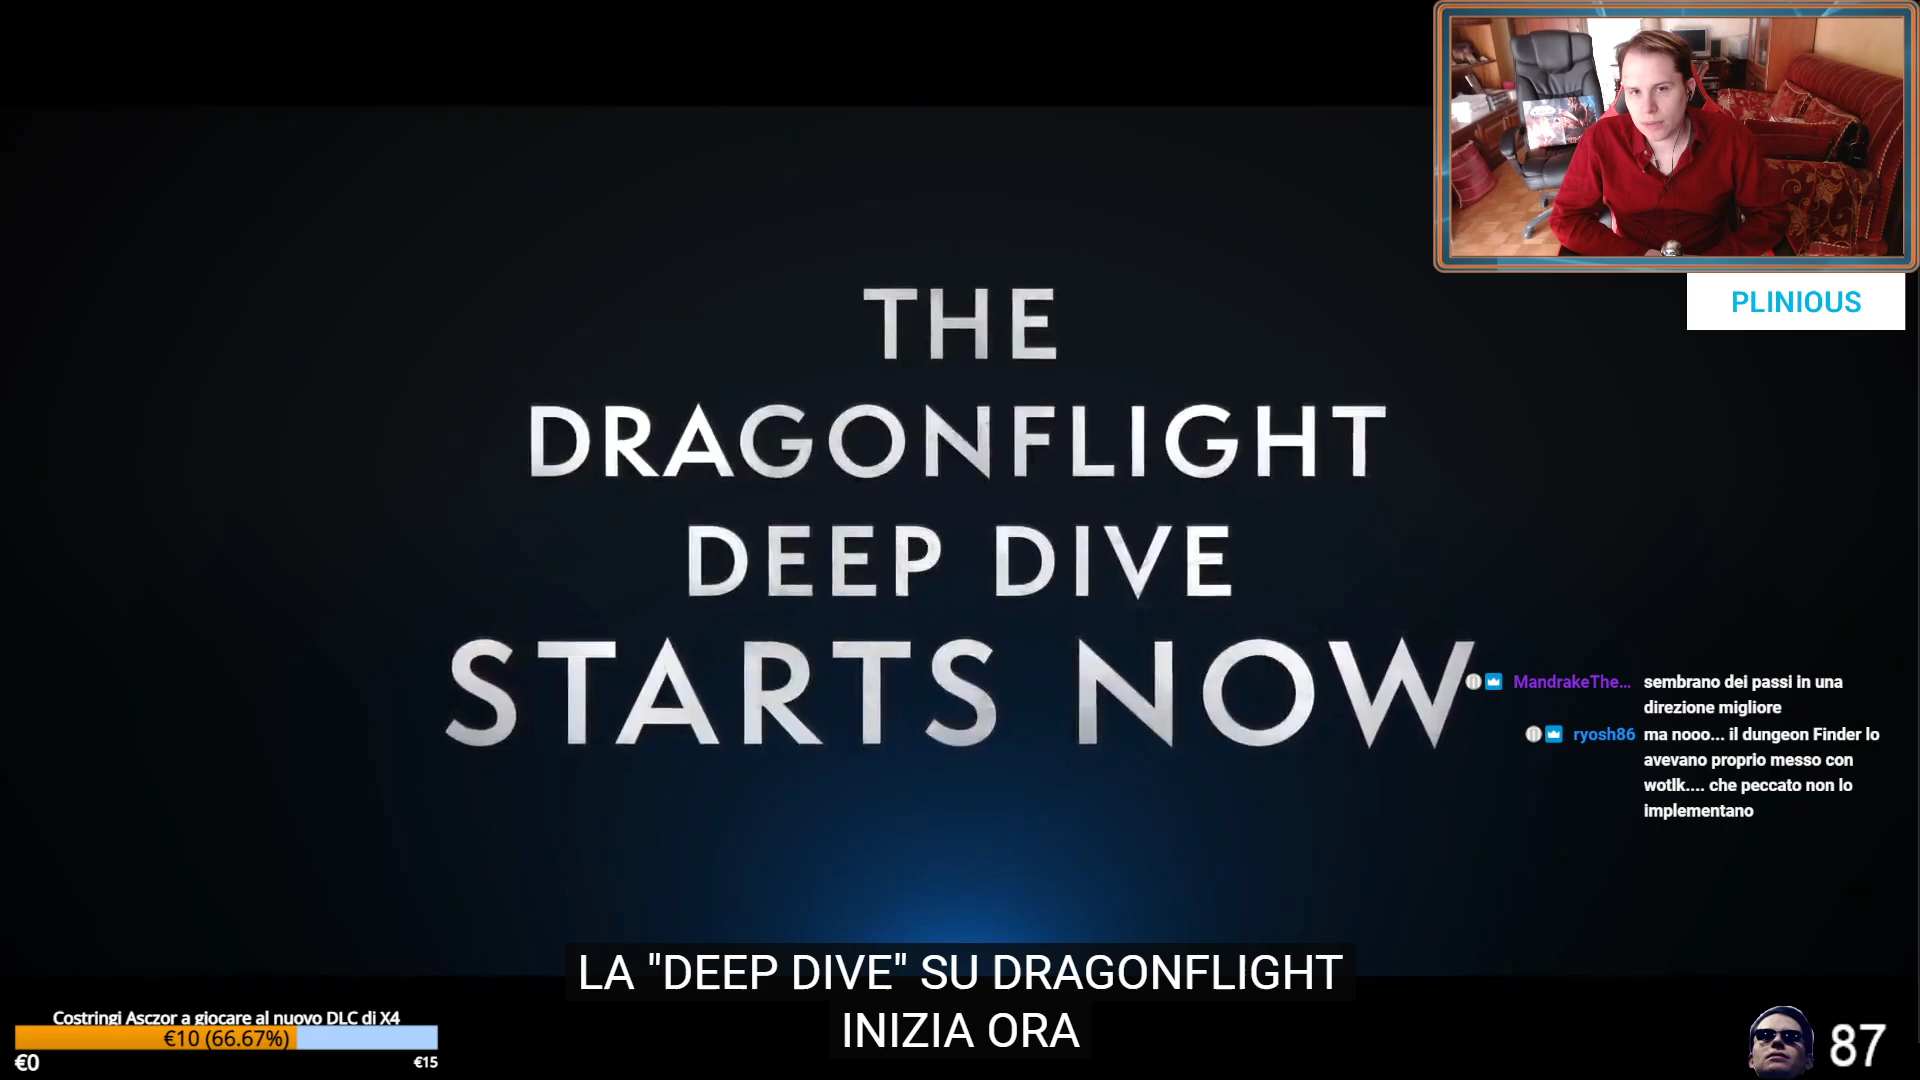 PLINIOUS
THE
DRAGONFLIGHT
DEEP DIVE
STARTS NOW
MandrakeThe... sembrano dei passi in una
direzione migliore
ryosh86 ma nooo... il dungeon Finder lo
avevano proprio messo con
wotlk.... che peccato non lo
implementano
LA "DEEP DIVE" SU DRAGONFLIGHT
INIZIA ORA
Costringi Asczor a giocare al nuovo DLC di X4
€10 (66.67%)
€0 €15
87